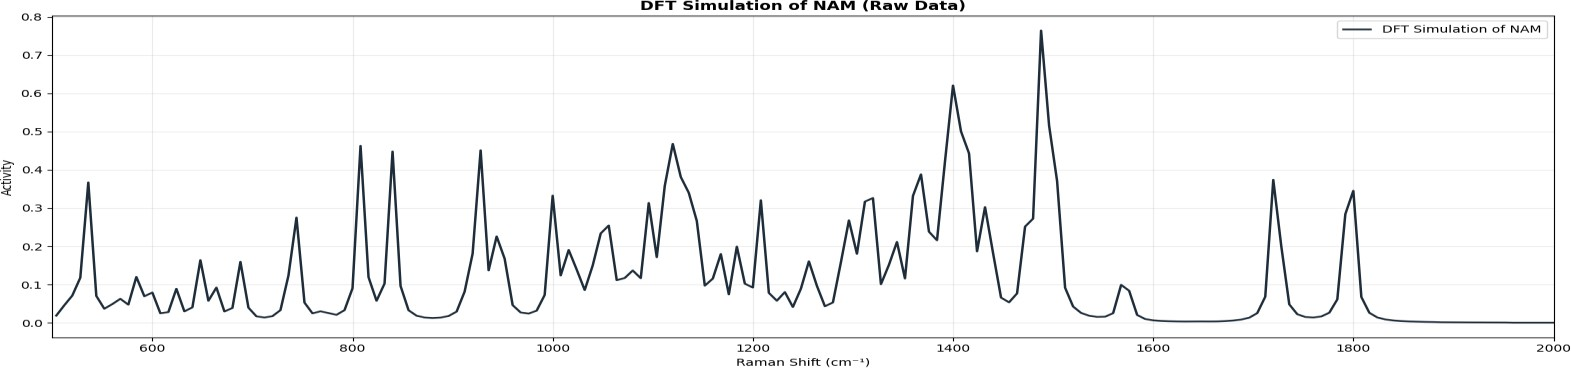 DFT Simulation of NAM (Raw Data)
DFT Simulation of NAM
Activity
0.8
0.7
0.6
0.5
0.4
0.3
0.2
0.1
0.0
600 800 1000 1200 1400 1600 1800 2000
Raman Shift (cm⁻¹)